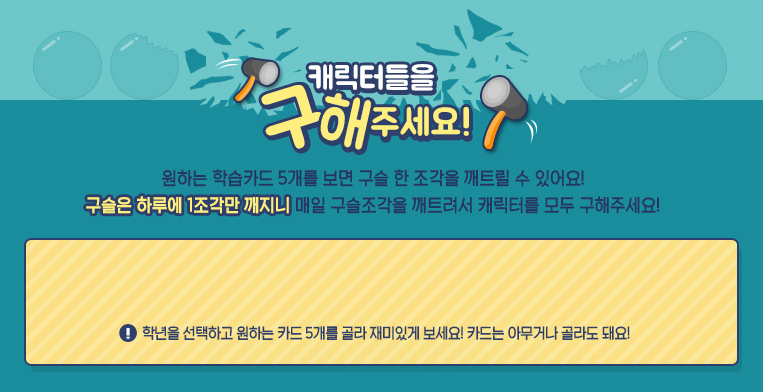 캐릭터들을
구해주세요!
원하는 학습카드 5개를 보면 구슬 한 조각을 깨트릴 수 있어요!
구슬은 하루에 1조각만 깨지니 매일 구슬조각을 깨트려서 캐릭터를 모두 구해주세요!
! 학년을 선택하고 원하는 카드 5개를 골라 재미있게 보세요! 카드는 아무거나 골라도 돼요!